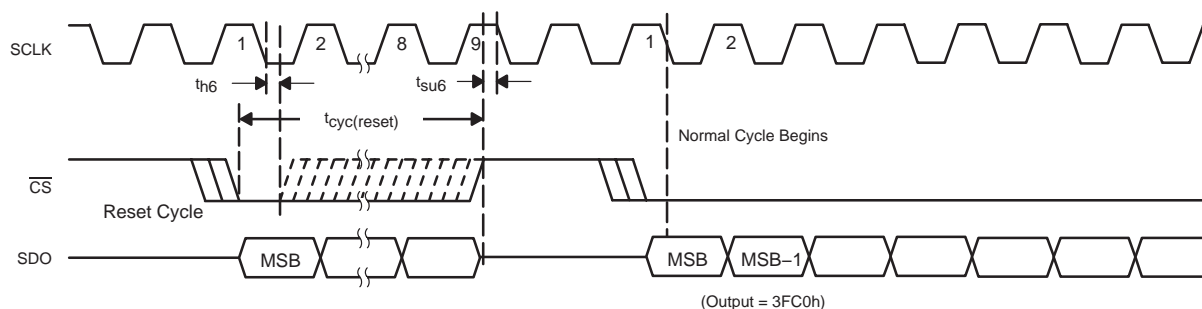 SCLK
1 2 8 9 1 2
th6
tsu6
tcyc(reset)
Normal Cycle Begins
CS
Reset Cycle
SDO
MSB MSB MSB–1
(Output = 3FC0h)